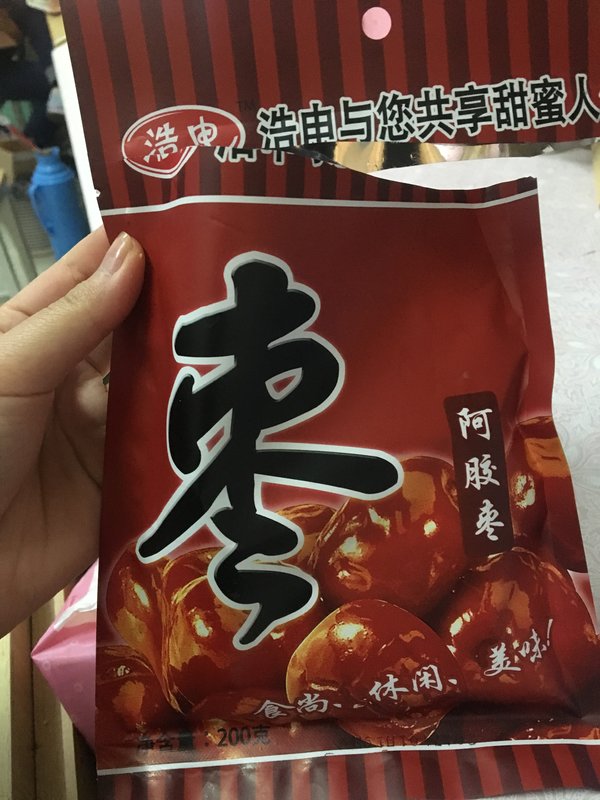 浩申
TM
浩申与您共享甜蜜人
枣
阿胶枣
食尚、休闲、美味!
净含量：200克